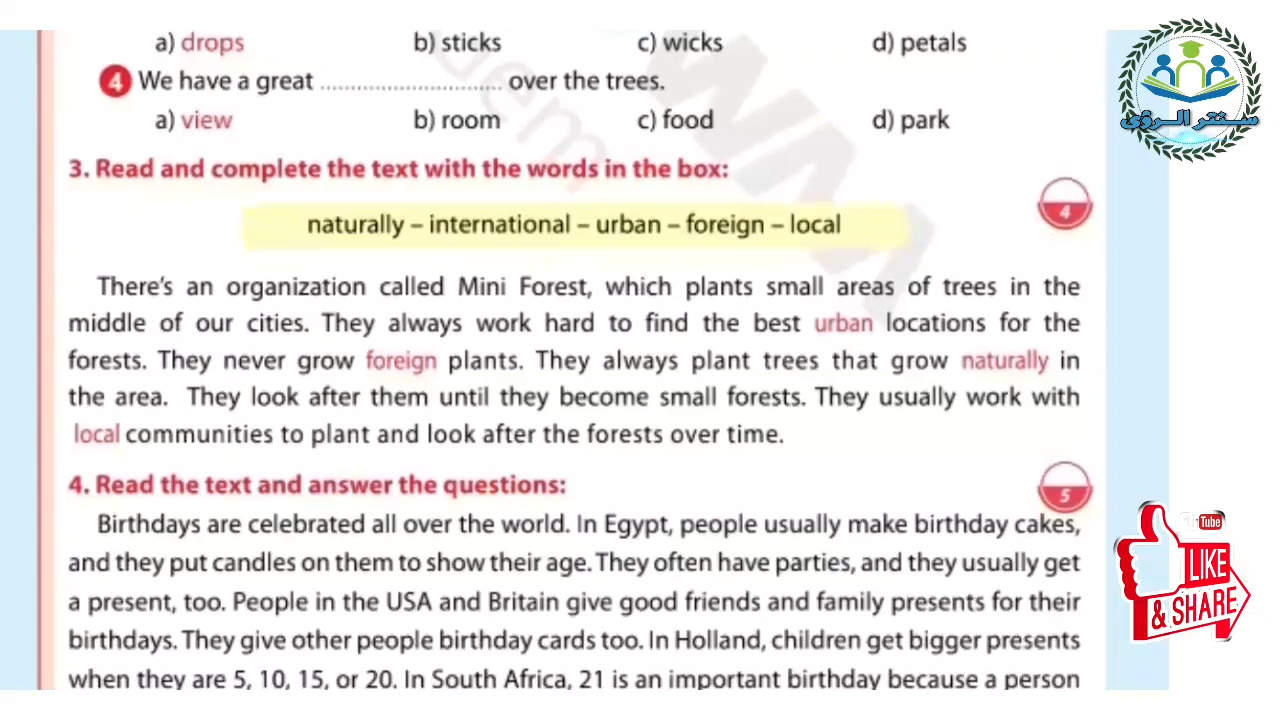 a) drops b) sticks c) wicks d) petals
4 We have a great .............................. over the trees.
a) view b) room c) food d) park
3. Read and complete the text with the words in the box:
4
naturally – international – urban – foreign – local
There's an organization called Mini Forest, which plants small areas of trees in the
middle of our cities. They always work hard to find the best urban locations for the
forests. They never grow foreign plants. They always plant trees that grow naturally in
the area. They look after them until they become small forests. They usually work with
local communities to plant and look after the forests over time.
4. Read the text and answer the questions:
5
Birthdays are celebrated all over the world. In Egypt, people usually make birthday cakes,
and they put candles on them to show their age. They often have parties, and they usually get
a present, too. People in the USA and Britain give good friends and family presents for their
birthdays. They give other people birthday cards too. In Holland, children get bigger presents
when they are 5, 10, 15, or 20. In South Africa, 21 is an important birthday because a person
سنتر الرؤى
Tube
LIKE
& SHARE